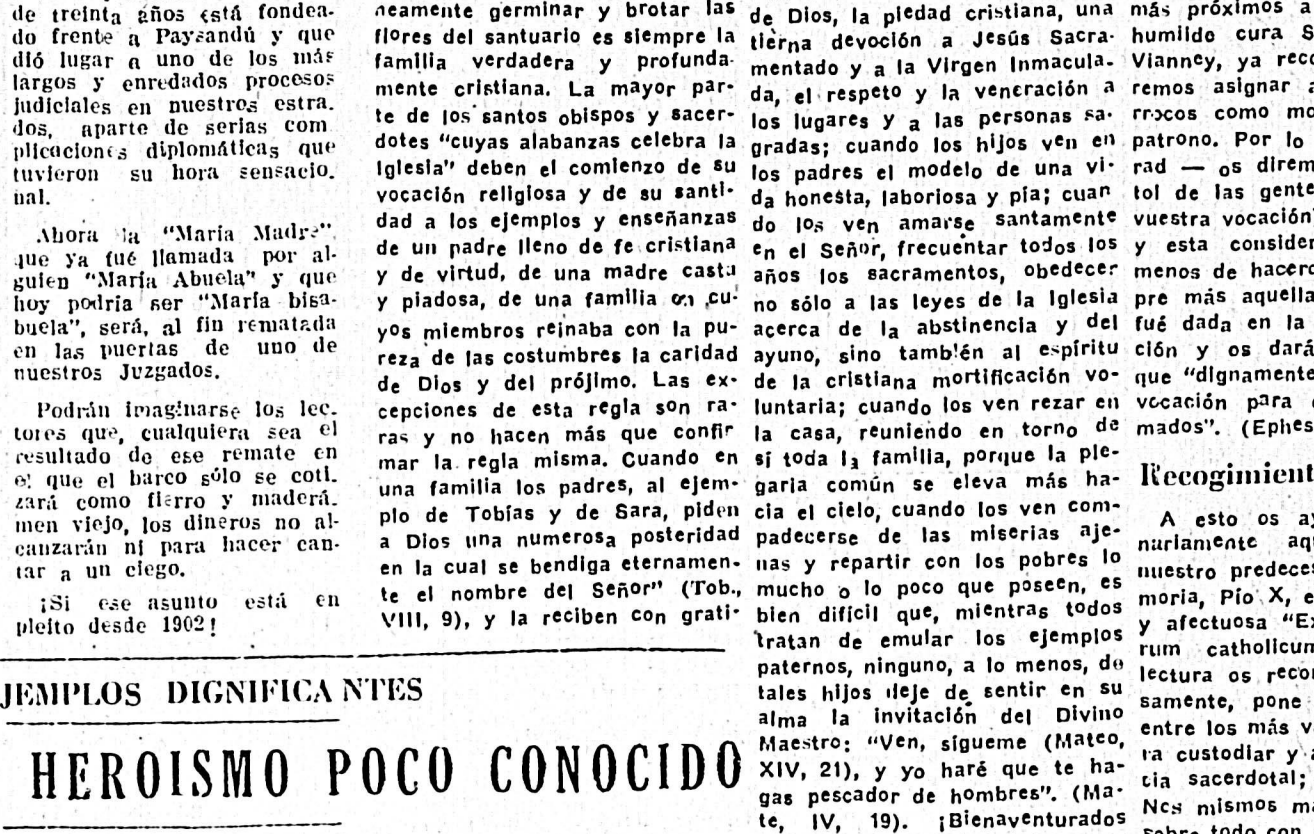 de treinta años está fondea-
do frente a Paysandú y que
dió lugar a uno de los más
largos y enredados procesos
judiciales en nuestros estra.
dos, aparte de serias com
plicaciones diplomáticas que
tuvieron su hora sensacio.
nal.
Ahora la "María Madre",
que ya fué llamada por al-
guien "María Abuela" y que
hoy podría ser "María bisa-
buela", será, al fin rematada
en las puertas de uno de
nuestros Juzgados.
Podrán imaginarse los lec.
tores que, cualquiera sea el
resultado de ese remate en
el que el barco sólo se coti.
zará como fierro y maderá.
men viejo, los dineros no al-
canzarán ni para hacer can-
tar a un ciego.
¡Si ese asunto está en
pleito desde 1902!
neamente germinar y brotar las
flores del santuario es siempre la
familia verdadera y profunda-
mente cristiana. La mayor par-
te de los santos obispos y sacer-
dotes "cuyas alabanzas celebra la
Iglesia" deben el comienzo de su
vocación religiosa y de su santi-
dad a los ejemplos y enseñanzas
de un padre lleno de fe cristiana
y de virtud, de una madre casta
y piadosa, de una familia en cu-
yos miembros reinaba con la pu-
reza de las costumbres la caridad
de Dios y del prójimo. Las ex-
cepciones de esta regla son ra-
ras y no hacen más que confir
mar la regla misma. Cuando en
una familia los padres, al ejem-
plo de Tobías y de Sara, piden
a Dios una numerosa posteridad
en la cual se bendiga eternamen-
te el nombre del Señor" (Tob.,
VIII, 9), y la reciben con grati-
JEMPLOS DIGNIFICANTES
HEROISMO POCO CONOCIDO
de Dios, la piedad cristiana, una
tierna devoción a Jesús Sacra-
mentado y a la Virgen Inmacula-
da, el respeto y la veneración a
los lugares y a las personas sa-
gradas; cuando los hijos ven en
los padres el modelo de una vi-
da honesta, laboriosa y pía; cuan
do los ven amarse santamente
en el Señor, frecuentar todos los
años los sacramentos, obedecer
no sólo a las leyes de la Iglesia
acerca de la abstinencia y del
ayuno, sino también al espíritu
de la cristiana mortificación vo-
luntaria; cuando los ven rezar en
la casa, reuniendo en torno de
sí toda la familia, porque la ple-
garia común se eleva más ha-
cia el cielo, cuando los ven com-
padecerse de las miserias aje-
nas y repartir con los pobres lo
mucho o lo poco que poseen, es
bien difícil que, mientras todos
tratan de emular los ejemplos
paternos, ninguno, a lo menos, de
tales hijos deje de sentir en su
alma la invitación del Divino
Maestro: "Ven, sígueme (Mateo,
XIV, 21), y yo haré que te ha-
gas pescador de hombres". (Ma-
te, IV, 19). ¡Bienaventurados
más próximos a
humilde cura S
Vianney, ya reco
remos asignar a
rrocos como mo
patrono. Por lo
rad — os direm
tol de las gente
vuestra vocación
y esta consider
menos de hacero
pre más aquella
fué dada en la
ción y os dará
que "dignamente
vocación para
mados". (Ephes
Recogimient
A esto os ay
nariamente aq
nuestro predeces
moria, Pío X, e
y afectuosa "Ex
rum catholicum
lectura os recom
samente, pone
entre los más v
ra custodiar y a
cia sacerdotal;
Nos mismos ma
sobre todo con